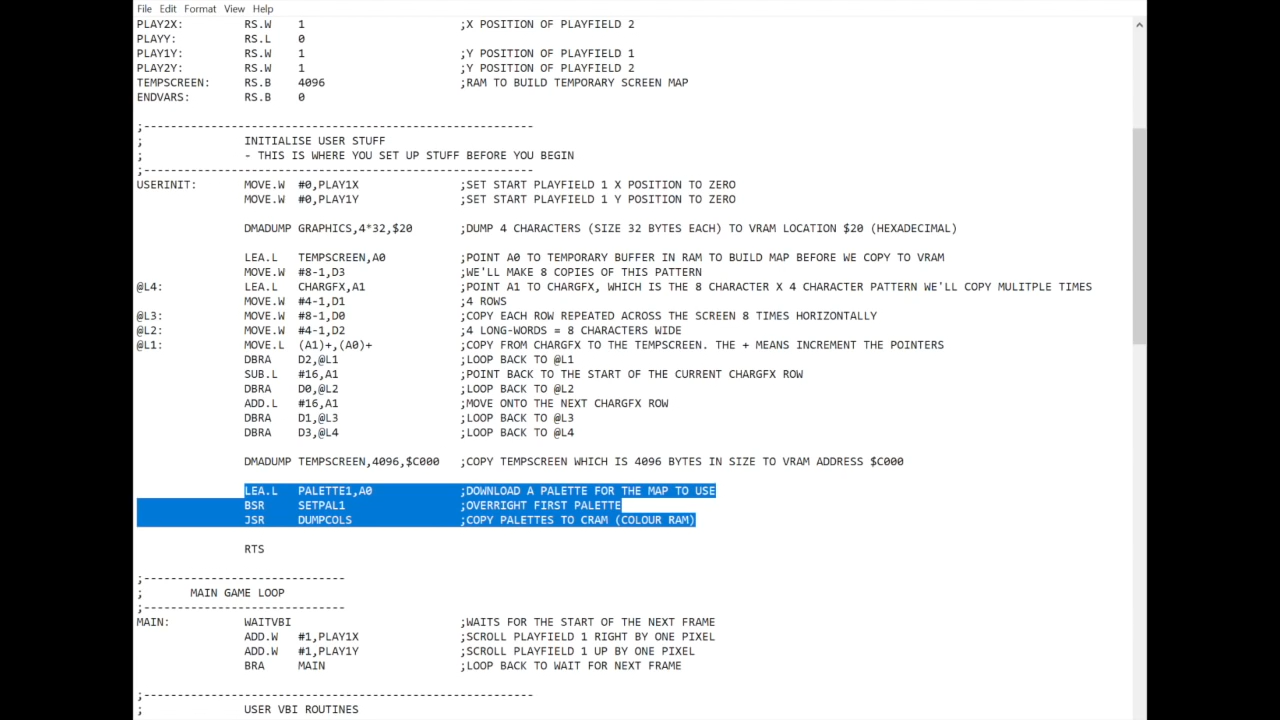 File Edit Format View Help
PLAY2X: RS.W 1 ;X POSITION OF PLAYFIELD 2
PLAYY: RS.L 0
PLAY1Y: RS.W 1 ;Y POSITION OF PLAYFIELD 1
PLAY2Y: RS.W 1 ;Y POSITION OF PLAYFIELD 2
TEMPSCREEN: RS.B 4096 ;RAM TO BUILD TEMPORARY SCREEN MAP
ENDVARS: RS.B 0
;----------------------------------------------------------
; INITIALISE USER STUFF
; - THIS IS WHERE YOU SET UP STUFF BEFORE YOU BEGIN
;----------------------------------------------------------
USERINIT: MOVE.W #0,PLAY1X ;SET START PLAYFIELD 1 X POSITION TO ZERO
MOVE.W #0,PLAY1Y ;SET START PLAYFIELD 1 Y POSITION TO ZERO
DMADUMP GRAPHICS,4*32,$20 ;DUMP 4 CHARACTERS (SIZE 32 BYTES EACH) TO VRAM LOCATION $20 (HEXADECIMAL)
LEA.L TEMPSCREEN,A0 ;POINT A0 TO TEMPORARY BUFFER IN RAM TO BUILD MAP BEFORE WE COPY TO VRAM
MOVE.W #8-1,D3 ;WE'LL MAKE 8 COPIES OF THIS PATTERN
@L4: LEA.L CHARGFX,A1 ;POINT A1 TO CHARGFX, WHICH IS THE 8 CHARACTER X 4 CHARACTER PATTERN WE'LL COPY MULITPLE TIMES
MOVE.W #4-1,D1 ;4 ROWS
@L3: MOVE.W #8-1,D0 ;COPY EACH ROW REPEATED ACROSS THE SCREEN 8 TIMES HORIZONTALLY
@L2: MOVE.W #4-1,D2 ;4 LONG-WORDS = 8 CHARACTERS WIDE
@L1: MOVE.L (A1)+,(A0)+ ;COPY FROM CHARGFX TO THE TEMPSCREEN. THE + MEANS INCREMENT THE POINTERS
DBRA D2,@L1 ;LOOP BACK TO @L1
SUB.L #16,A1 ;POINT BACK TO THE START OF THE CURRENT CHARGFX ROW
DBRA D0,@L2 ;LOOP BACK TO @L2
ADD.L #16,A1 ;MOVE ONTO THE NEXT CHARGFX ROW
DBRA D1,@L3 ;LOOP BACK TO @L3
DBRA D3,@L4 ;LOOP BACK TO @L4
DMADUMP TEMPSCREEN,4096,$C000 ;COPY TEMPSCREEN WHICH IS 4096 BYTES IN SIZE TO VRAM ADDRESS $C000
LEA.L PALETTE1,A0 ;DOWNLOAD A PALETTE FOR THE MAP TO USE
BSR SETPAL1 ;OVERRIGHT FIRST PALETTE
JSR DUMPCOLS ;COPY PALETTES TO CRAM (COLOUR RAM)
RTS
;------------------------------
; MAIN GAME LOOP
;------------------------------
MAIN: WAITVBI ;WAITS FOR THE START OF THE NEXT FRAME
ADD.W #1,PLAY1X ;SCROLL PLAYFIELD 1 RIGHT BY ONE PIXEL
ADD.W #1,PLAY1Y ;SCROLL PLAYFIELD 1 UP BY ONE PIXEL
BRA MAIN ;LOOP BACK TO WAIT FOR NEXT FRAME
;----------------------------------------------------------
; USER VBI ROUTINES